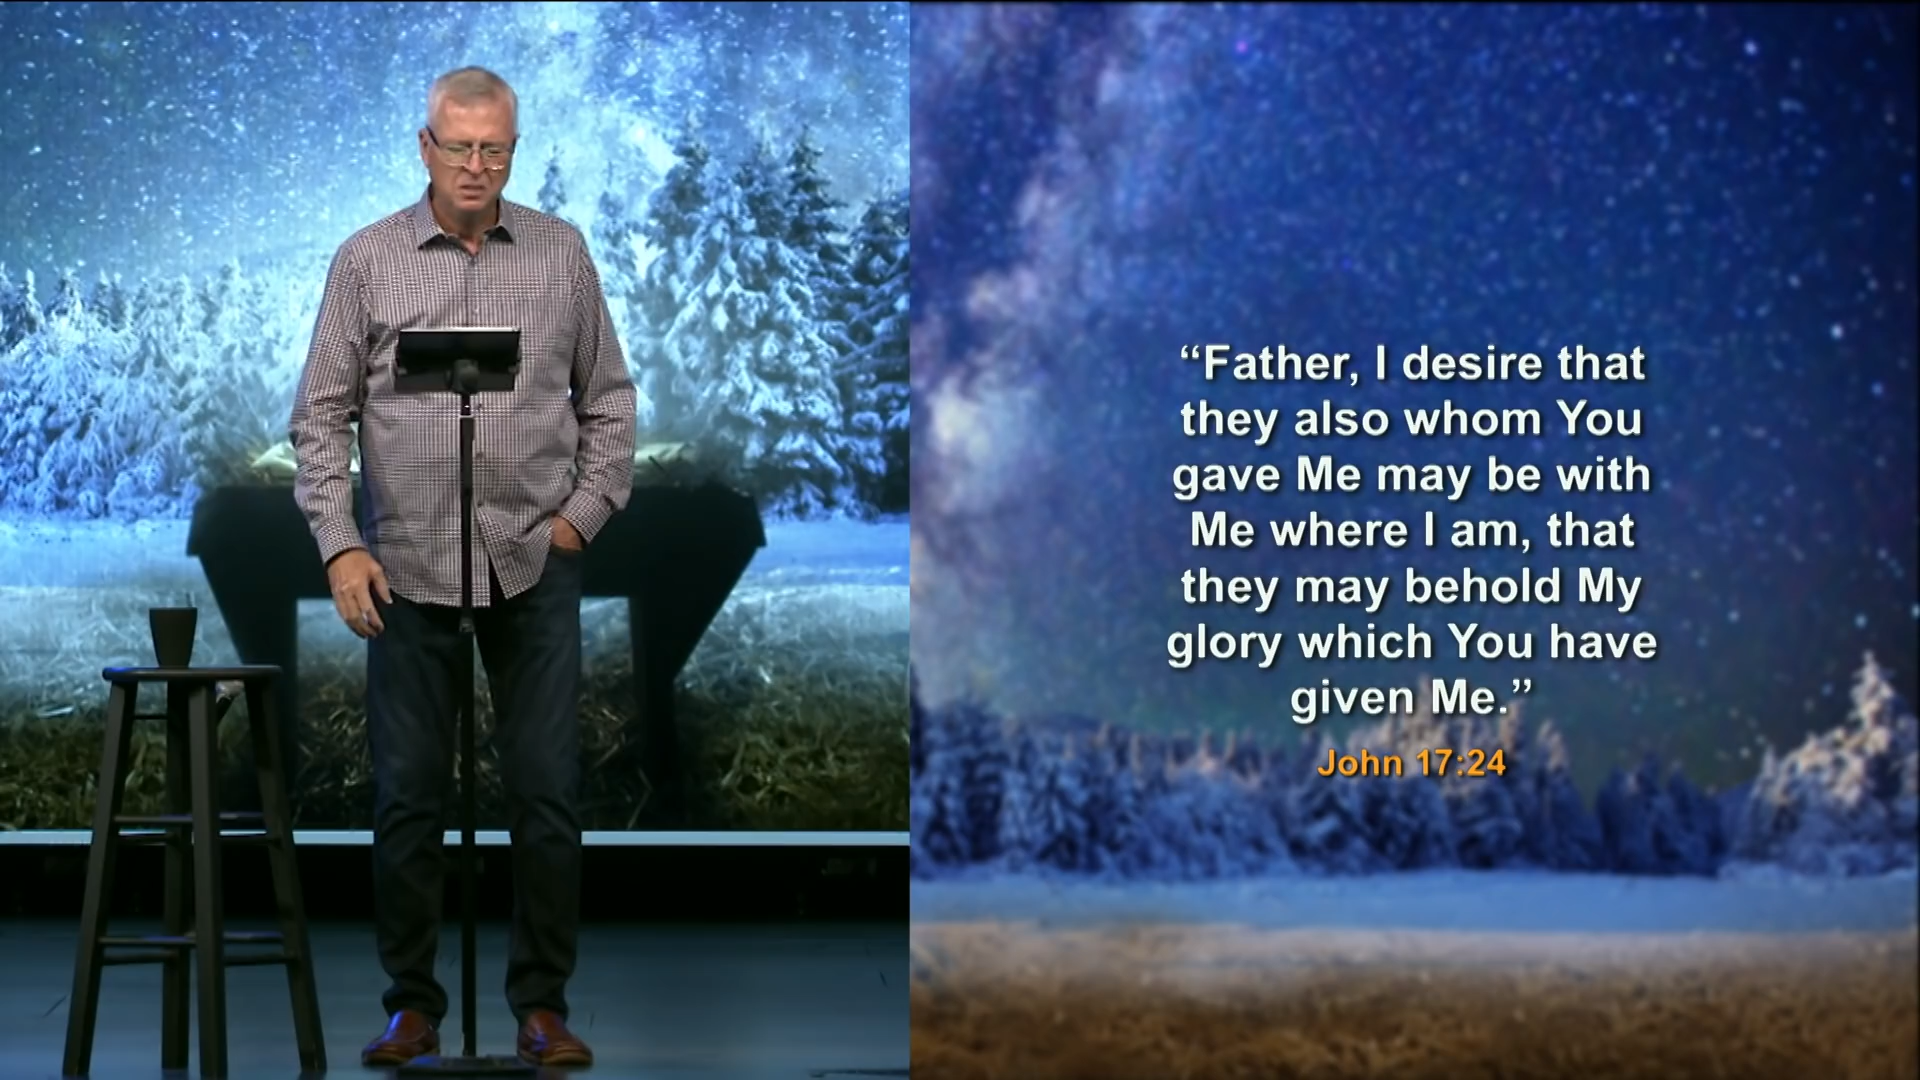 “Father, I desire that
they also whom You
gave Me may be with
Me where I am, that
they may behold My
glory which You have
given Me.”
John 17:24